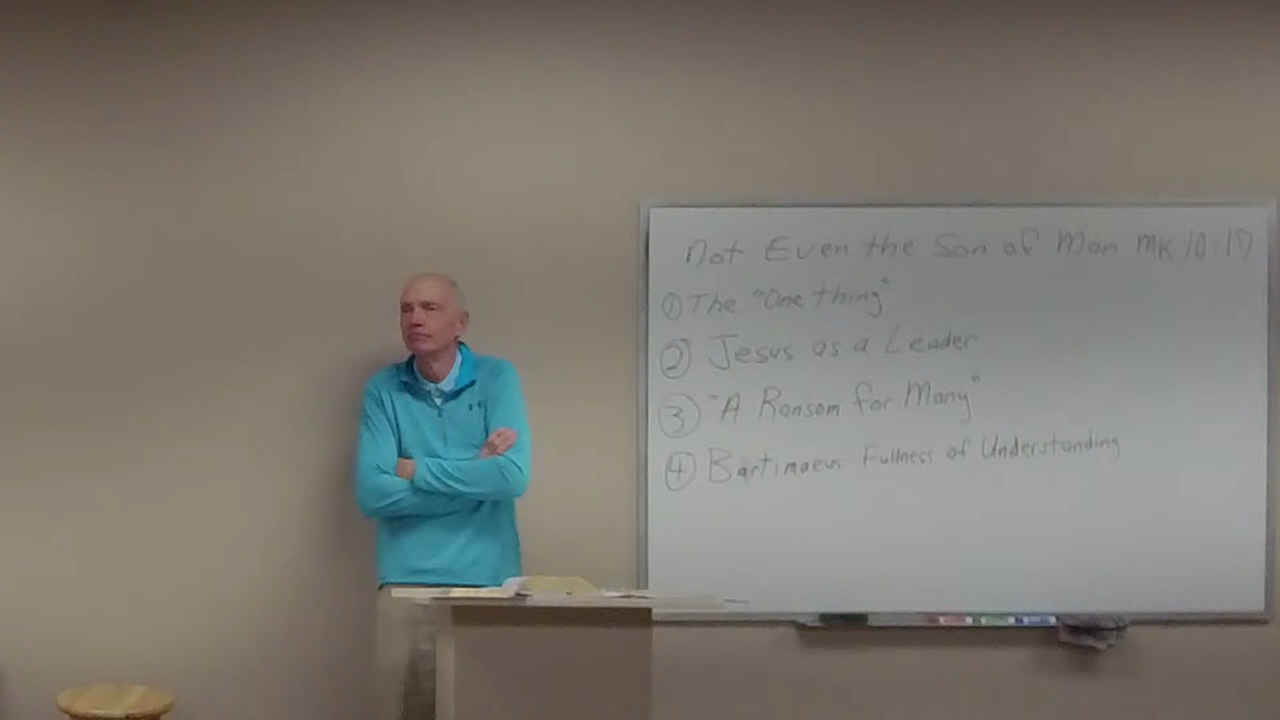 Not Even the Son of Man MK 10:17
① The "One thing"
② Jesus as a Leader
③ "A Ransom for Many"
④ Bartimaeus Fullness of Understanding